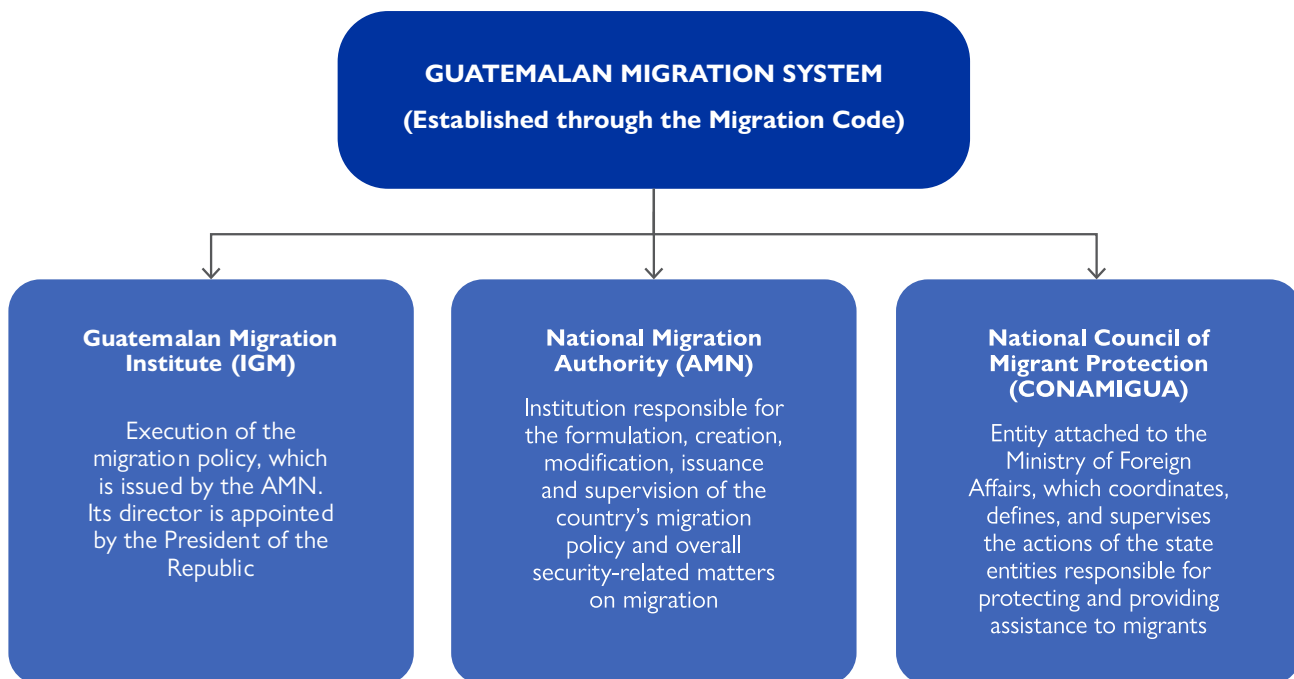 GUATEMALAN MIGRATION SYSTEM
(Established through the Migration Code)
Guatemalan Migration
Institute (IGM)
Execution of the
migration policy, which
is issued by the AMN.
Its director is appointed
by the President of the
Republic
National Migration
Authority (AMN)
Institution responsible for
the formulation, creation,
modification, issuance
and supervision of the
country’s migration
policy and overall
security-related matters
on migration
National Council of
Migrant Protection
(CONAMIGUA)
Entity attached to the
Ministry of Foreign
Affairs, which coordinates,
defines, and supervises
the actions of the state
entities responsible for
protecting and providing
assistance to migrants